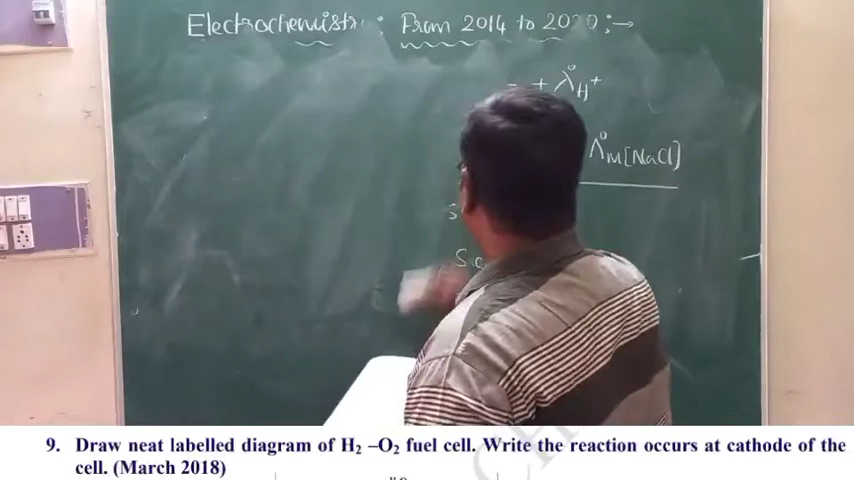 Electrochemistry: From 2014 to 2020 :→
+ λ°H+
Λ°m[NaCl]
9. Draw neat labelled diagram of H₂ –O₂ fuel cell. Write the reaction occurs at cathode of the
cell. (March 2018)